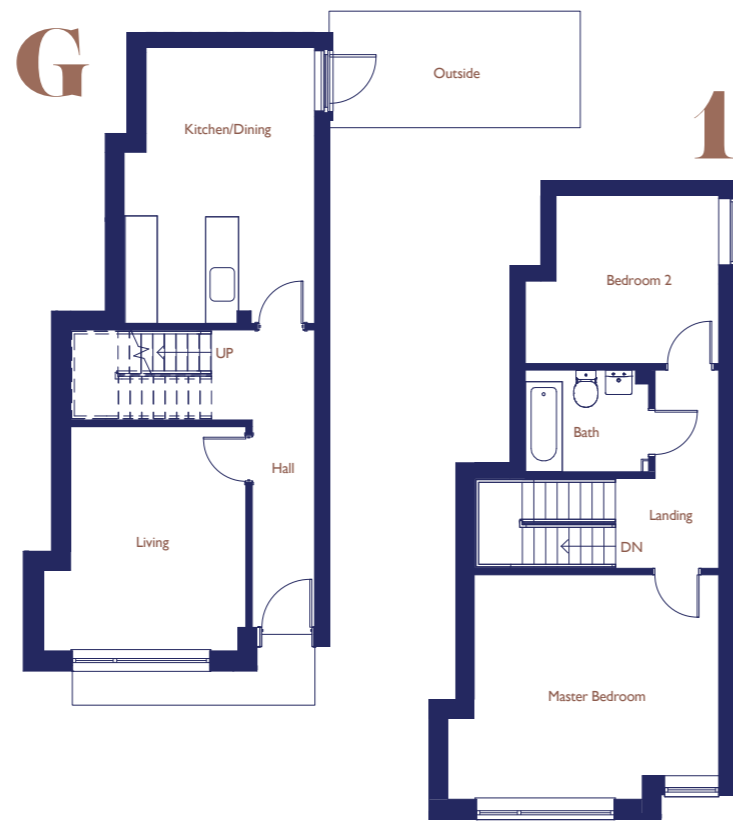 G
Outside
Kitchen/Dining
UP
Hall
Living
1
Bedroom 2
Bath
Landing
DN
Master Bedroom